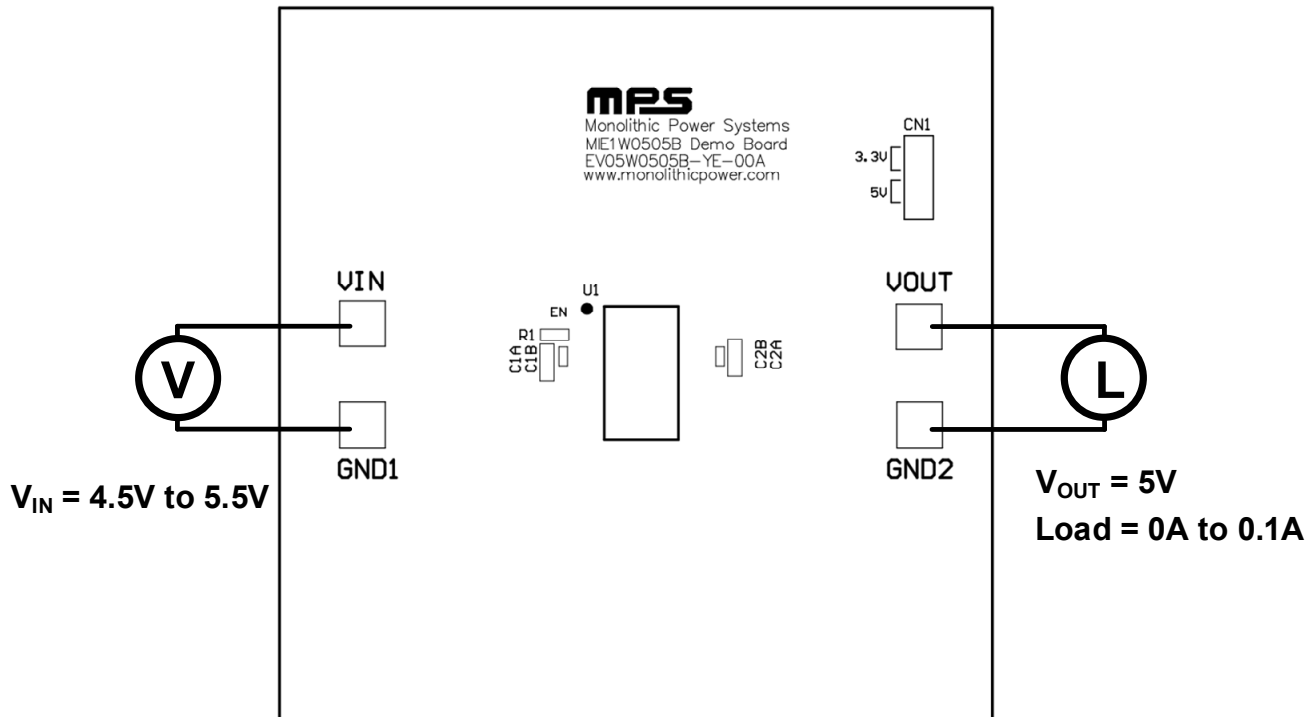 MPS
Monolithic Power Systems
MIE1W0505B Demo Board
EV05W0505B-YE-00A
www.monolithicpower.com
CN1
3.3V
5V
VIN
VOUT
U1
EN
R1
C1A
C1B
C2B
C2A
V
L
GND1
GND2
V_IN = 4.5V to 5.5V
V_OUT = 5V
Load = 0A to 0.1A